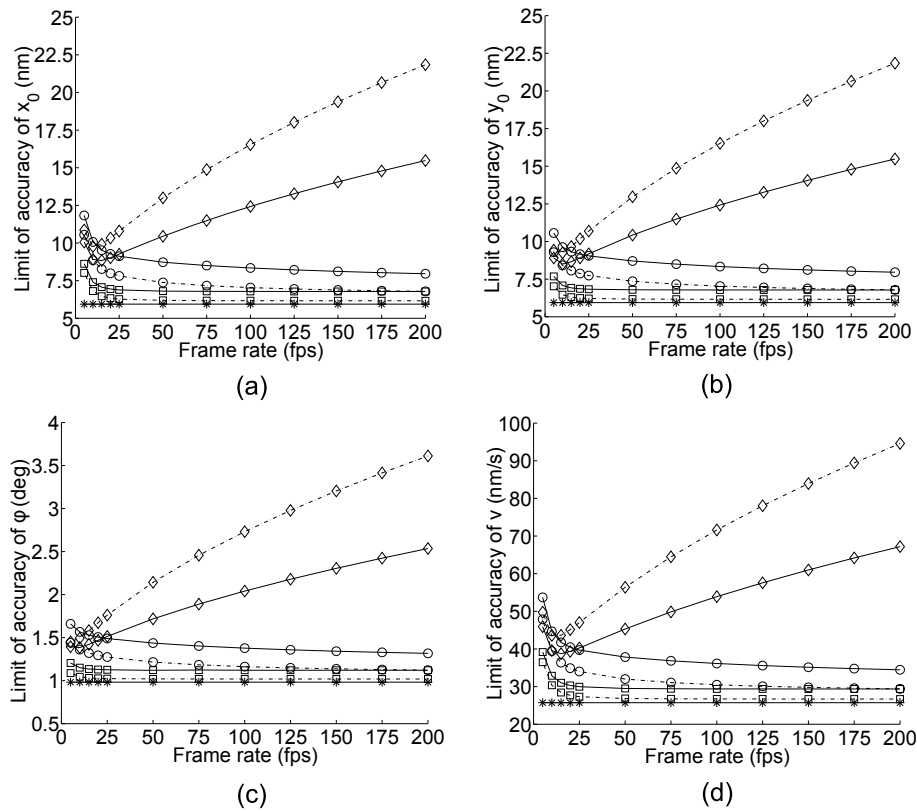 25
22.5
20
17.5
15
12.5
10
7.5
5
Limit of accuracy of x0 (nm)
0 25 50 75 100 125 150 175 200
Frame rate (fps)
(a)
25
22.5
20
17.5
15
12.5
10
7.5
5
Limit of accuracy of y0 (nm)
0 25 50 75 100 125 150 175 200
Frame rate (fps)
(b)
4
3.5
3
2.5
2
1.5
1
0.5
Limit of accuracy of φ (deg)
0 25 50 75 100 125 150 175 200
Frame rate (fps)
(c)
100
90
80
70
60
50
40
30
20
Limit of accuracy of v (nm/s)
0 25 50 75 100 125 150 175 200
Frame rate (fps)
(d)